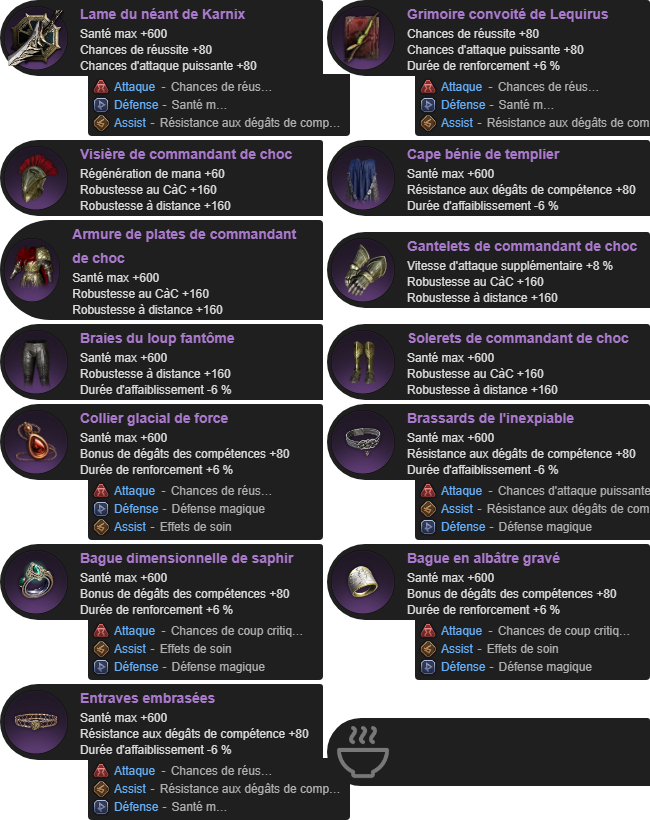 Lame du néant de Karnix
Santé max +600
Chances de réussite +80
Chances d'attaque puissante +80
Attaque - Chances de réus…
Défense - Santé m…
Assist - Résistance aux dégâts de comp…
Grimoire convoité de Lequirus
Chances de réussite +80
Chances d'attaque puissante +80
Durée de renforcement +6 %
Attaque - Chances de réus…
Défense - Santé m…
Assist - Résistance aux dégâts de com
Visière de commandant de choc
Régénération de mana +60
Robustesse au CàC +160
Robustesse à distance +160
Cape bénie de templier
Santé max +600
Résistance aux dégâts de compétence +80
Durée d'affaiblissement -6 %
Armure de plates de commandant
de choc
Santé max +600
Robustesse au CàC +160
Robustesse à distance +160
Gantelets de commandant de choc
Vitesse d'attaque supplémentaire +8 %
Robustesse au CàC +160
Robustesse à distance +160
Braies du loup fantôme
Santé max +600
Robustesse à distance +160
Durée d'affaiblissement -6 %
Solerets de commandant de choc
Santé max +600
Robustesse au CàC +160
Robustesse à distance +160
Collier glacial de force
Santé max +600
Bonus de dégâts des compétences +80
Durée de renforcement +6 %
Attaque - Chances de réus…
Défense - Défense magique
Assist - Effets de soin
Brassards de l'inexpiable
Santé max +600
Résistance aux dégâts de compétence +80
Durée d'affaiblissement -6 %
Attaque - Chances d'attaque puissante
Assist - Résistance aux dégâts de com
Défense - Défense magique
Bague dimensionnelle de saphir
Santé max +600
Bonus de dégâts des compétences +80
Durée de renforcement +6 %
Attaque - Chances de coup critiq…
Assist - Effets de soin
Défense - Défense magique
Bague en albâtre gravé
Santé max +600
Bonus de dégâts des compétences +80
Durée de renforcement +6 %
Attaque - Chances de coup critiq…
Assist - Effets de soin
Défense - Défense magique
Entraves embrasées
Santé max +600
Résistance aux dégâts de compétence +80
Durée d'affaiblissement -6 %
Attaque - Chances de réus…
Assist - Résistance aux dégâts de comp…
Défense - Santé m…